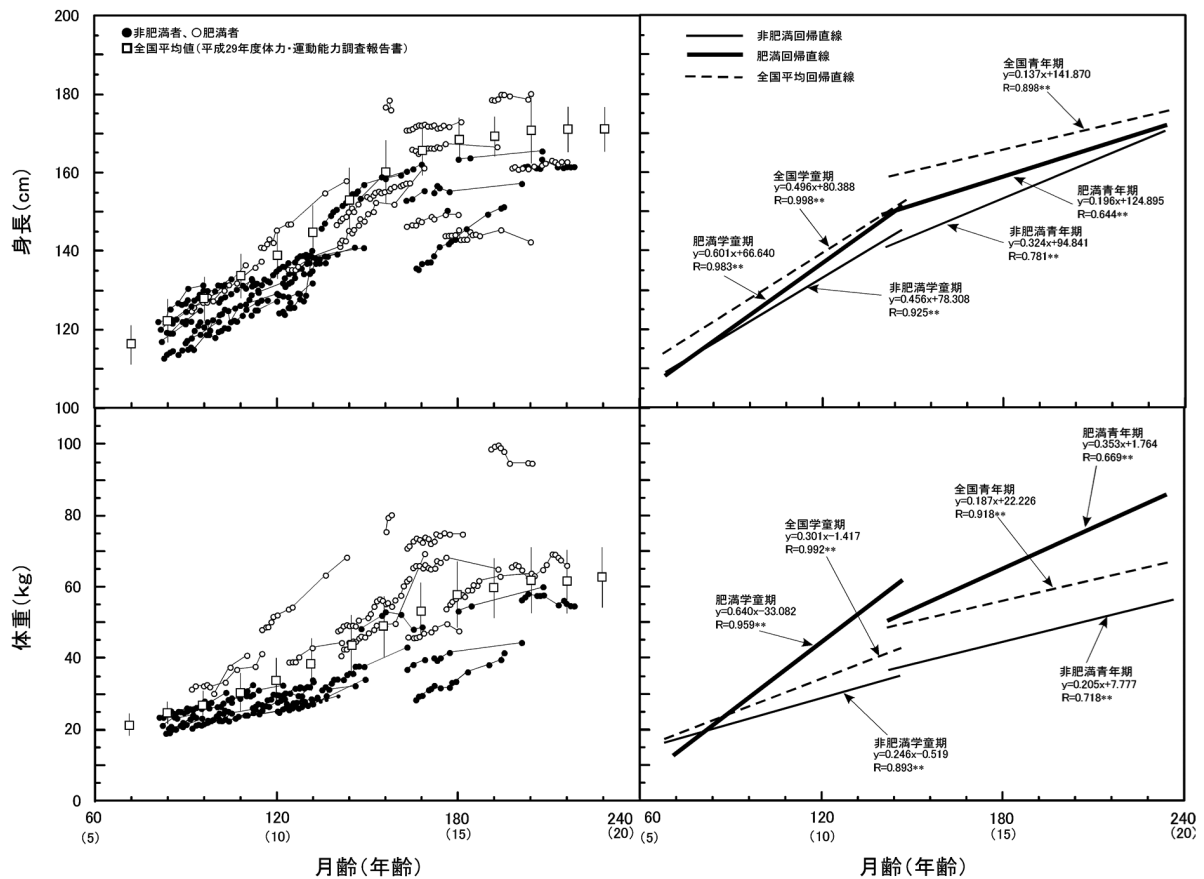 200
180
160
140
120
100
身長(cm)
●非肥満者、○肥満者
□全国平均値(平成29年度体力・運動能力調査報告書)
非肥満回帰直線
肥満回帰直線
全国平均回帰直線
全国青年期
y=0.137x+141.870
R=0.898**
全国学童期
y=0.496x+80.388
R=0.998**
肥満青年期
y=0.196x+124.895
R=0.644**
肥満学童期
y=0.601x+66.640
R=0.983**
非肥満青年期
y=0.324x+94.841
R=0.781**
非肥満学童期
y=0.456x+78.308
R=0.925**
100
80
60
40
20
0
体重(kg)
60
(5)
120
(10)
180
(15)
240
(20)
月齢(年齢)
肥満青年期
y=0.353x+1.764
R=0.669**
全国青年期
y=0.187x+22.226
R=0.918**
全国学童期
y=0.301x-1.417
R=0.992**
肥満学童期
y=0.640x-33.082
R=0.959**
非肥満青年期
y=0.205x+7.777
R=0.718**
非肥満学童期
y=0.246x-0.519
R=0.893**
60
(5)
120
(10)
180
(15)
240
(20)
月齢(年齢)